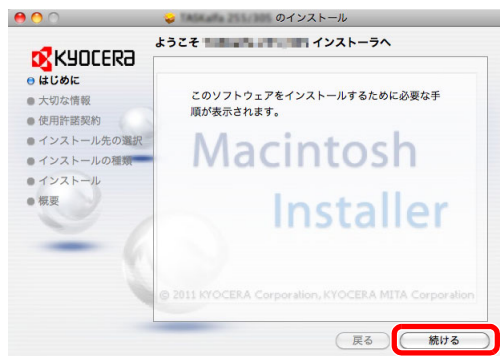 のインストール
ようこそ インストーラへ
KYOCERA
はじめに
大切な情報
使用許諾契約
インストール先の選択
インストールの種類
インストール
概要
このソフトウェアをインストールするために必要な手
順が表示されます。
Macintosh
Installer
© 2011 KYOCERA Corporation, KYOCERA MITA Corporation
戻る
続ける